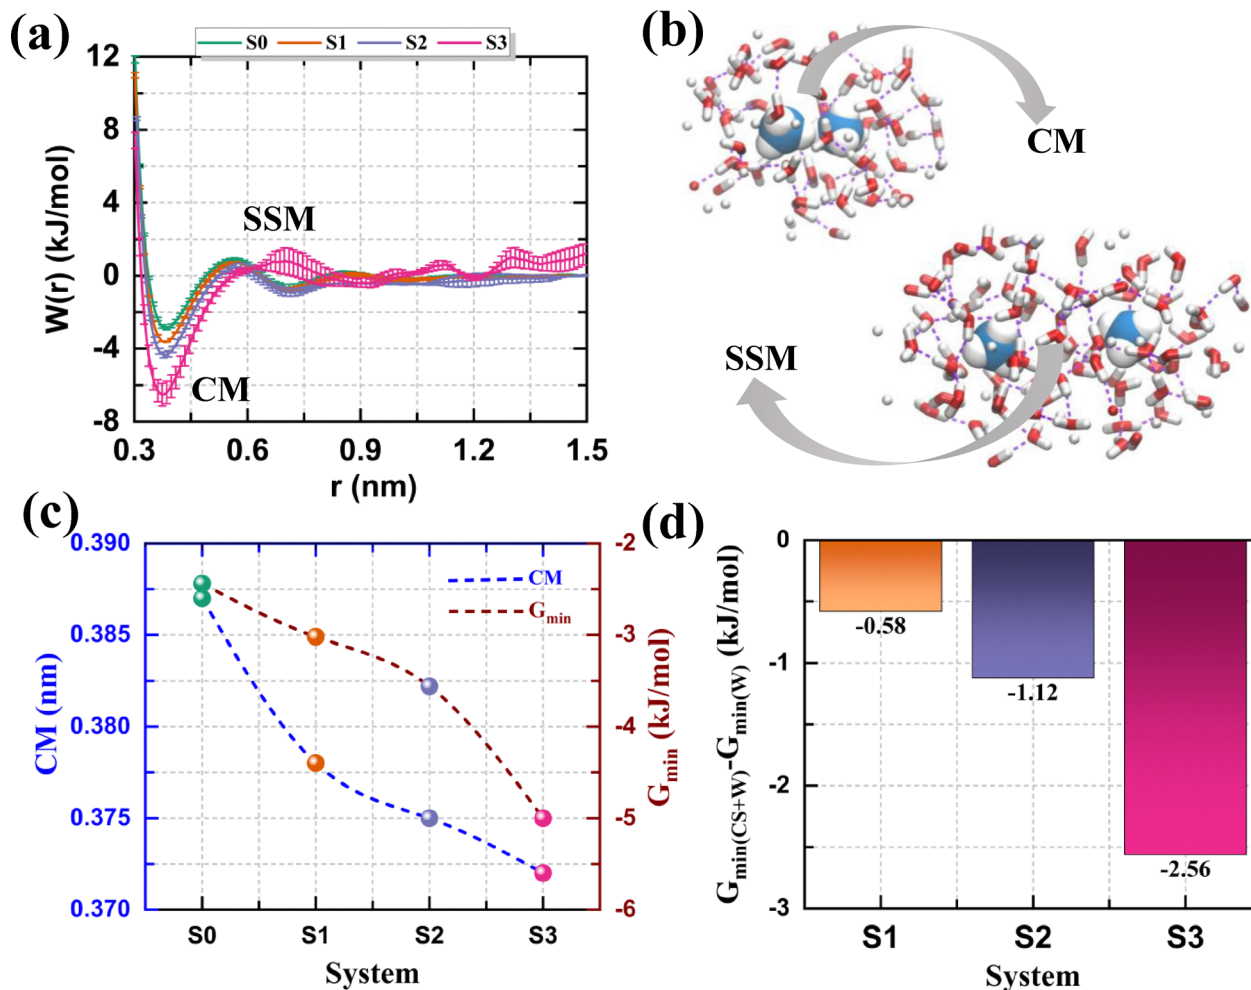 (a)
S0 S1 S2 S3
12
8
4
0
-4
-8
W(r) (kJ/mol)
SSM
CM
0.3 0.6 0.9 1.2 1.5
r (nm)
(b)
CM
SSM
(c)
0.390
0.385
0.380
0.375
0.370
CM (nm)
CM
Gmin
-2
-3
-4
-5
-6
Gmin (kJ/mol)
S0 S1 S2 S3
System
(d)
0
-1
-2
-3
Gmin(CS+W)-Gmin(W) (kJ/mol)
-0.58
-1.12
-2.56
S1 S2 S3
System